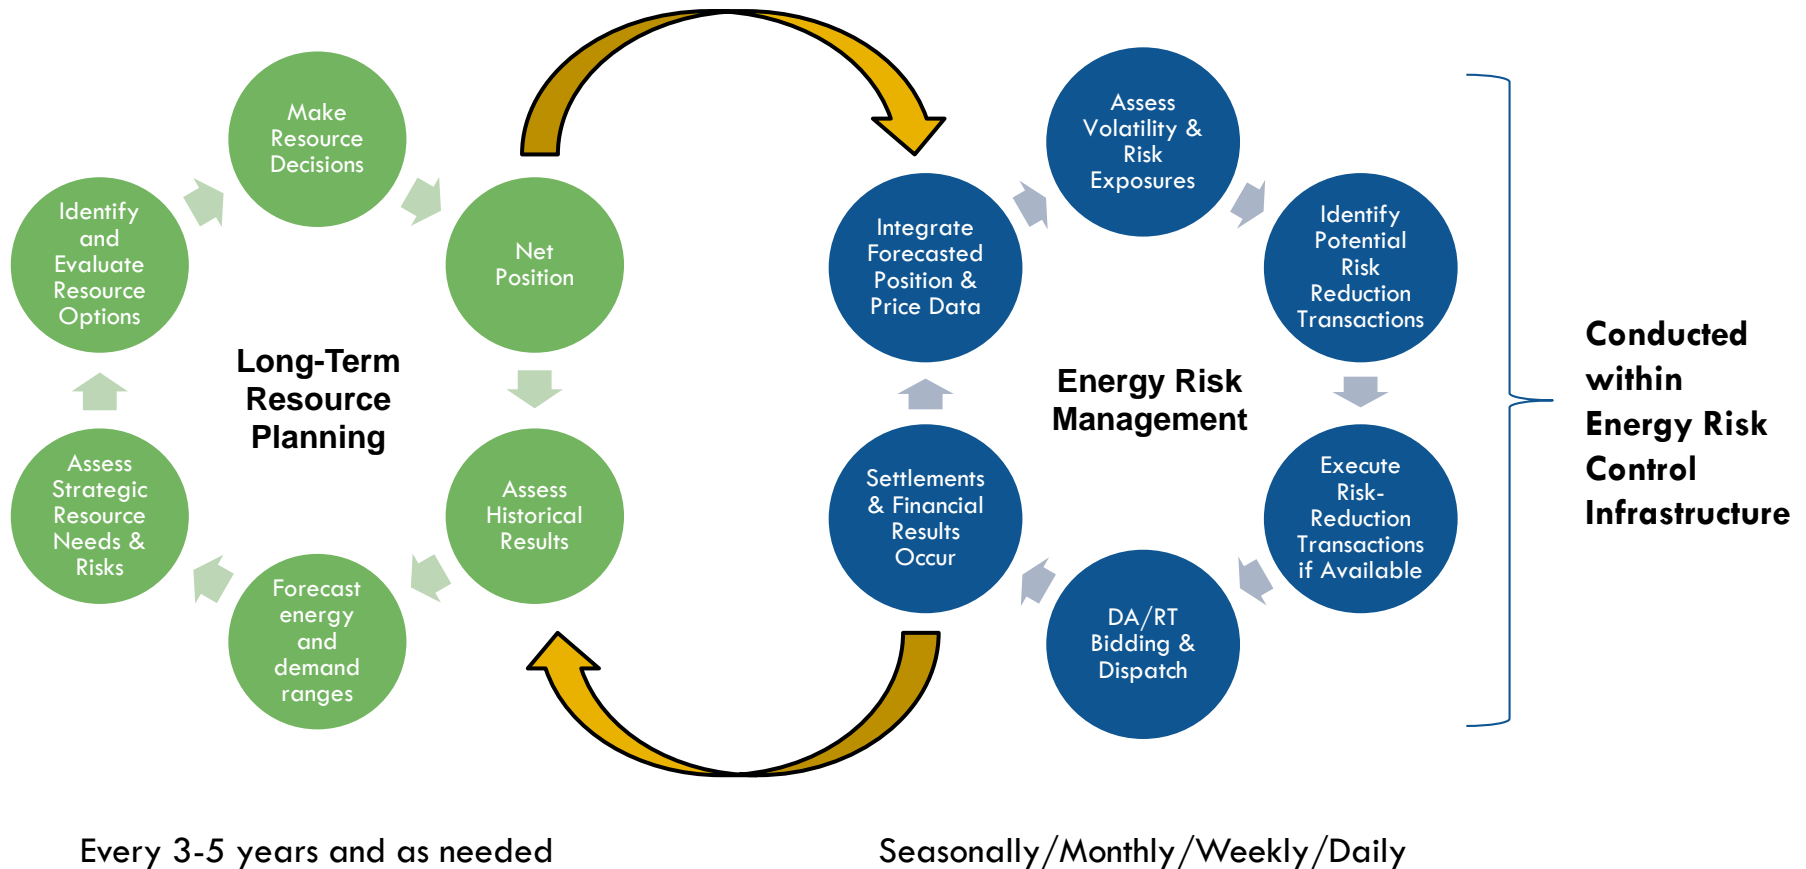 Make
Resource
Decisions
Net
Position
Assess
Historical
Results
Forecast
energy
and
demand
ranges
Assess
Strategic
Resource
Needs &
Risks
Identify
and
Evaluate
Resource
Options
Long-Term
Resource
Planning
Every 3-5 years and as needed
Assess
Volatility &
Risk
Exposures
Identify
Potential
Risk
Reduction
Transactions
Execute
Risk-
Reduction
Transactions
if Available
DA/RT
Bidding &
Dispatch
Settlements
& Financial
Results
Occur
Integrate
Forecasted
Position &
Price Data
Energy Risk
Management
Seasonally/Monthly/Weekly/Daily
Conducted
within
Energy Risk
Control
Infrastructure